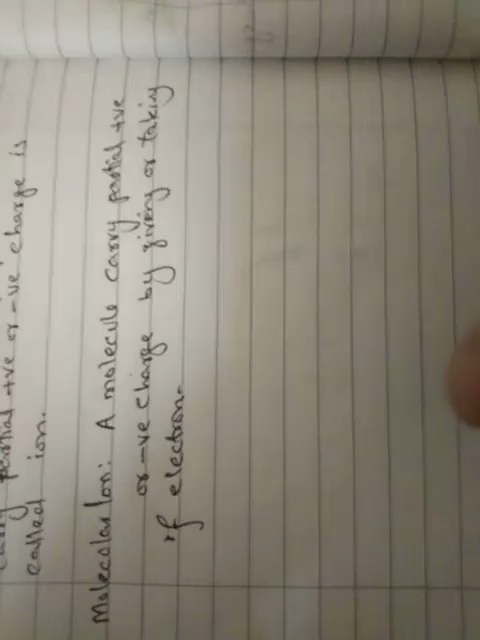 carry partial +ve or -ve charge is
called ion.
Molecular Ion: A molecule carry partial +ve
or -ve charge by giving or taking
of electron.